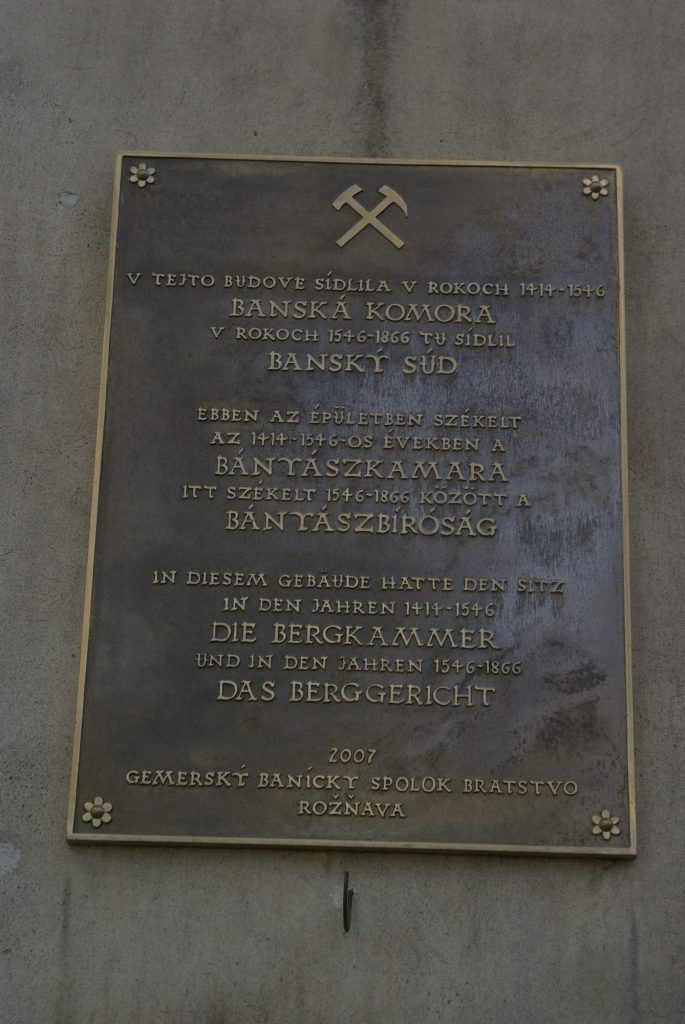 V TEJTO BUDOVE SÍDLILA V ROKOCH 1414-1546
BANSKÁ KOMORA
V ROKOCH 1546-1866 TU SÍDLIL
BANSKÝ SÚD
EBBEN AZ ÉPÜLETBEN SZÉKELT
AZ 1414-1546-OS ÉVEKBEN A
BÁNYÁSZKAMARA
ITT SZÉKELT 1546-1866 KÖZÖTT A
BÁNYÁSZBÍRÓSÁG
IN DIESEM GEBÄUDE HATTE DEN SITZ
IN DEN JAHREN 1414-1546
DIE BERGKAMMER
UND IN DEN JAHREN 1546-1866
DAS BERGGERICHT
2007
GEMERSKÝ BANÍCKY SPOLOK BRATSTVO
ROŽŇAVA